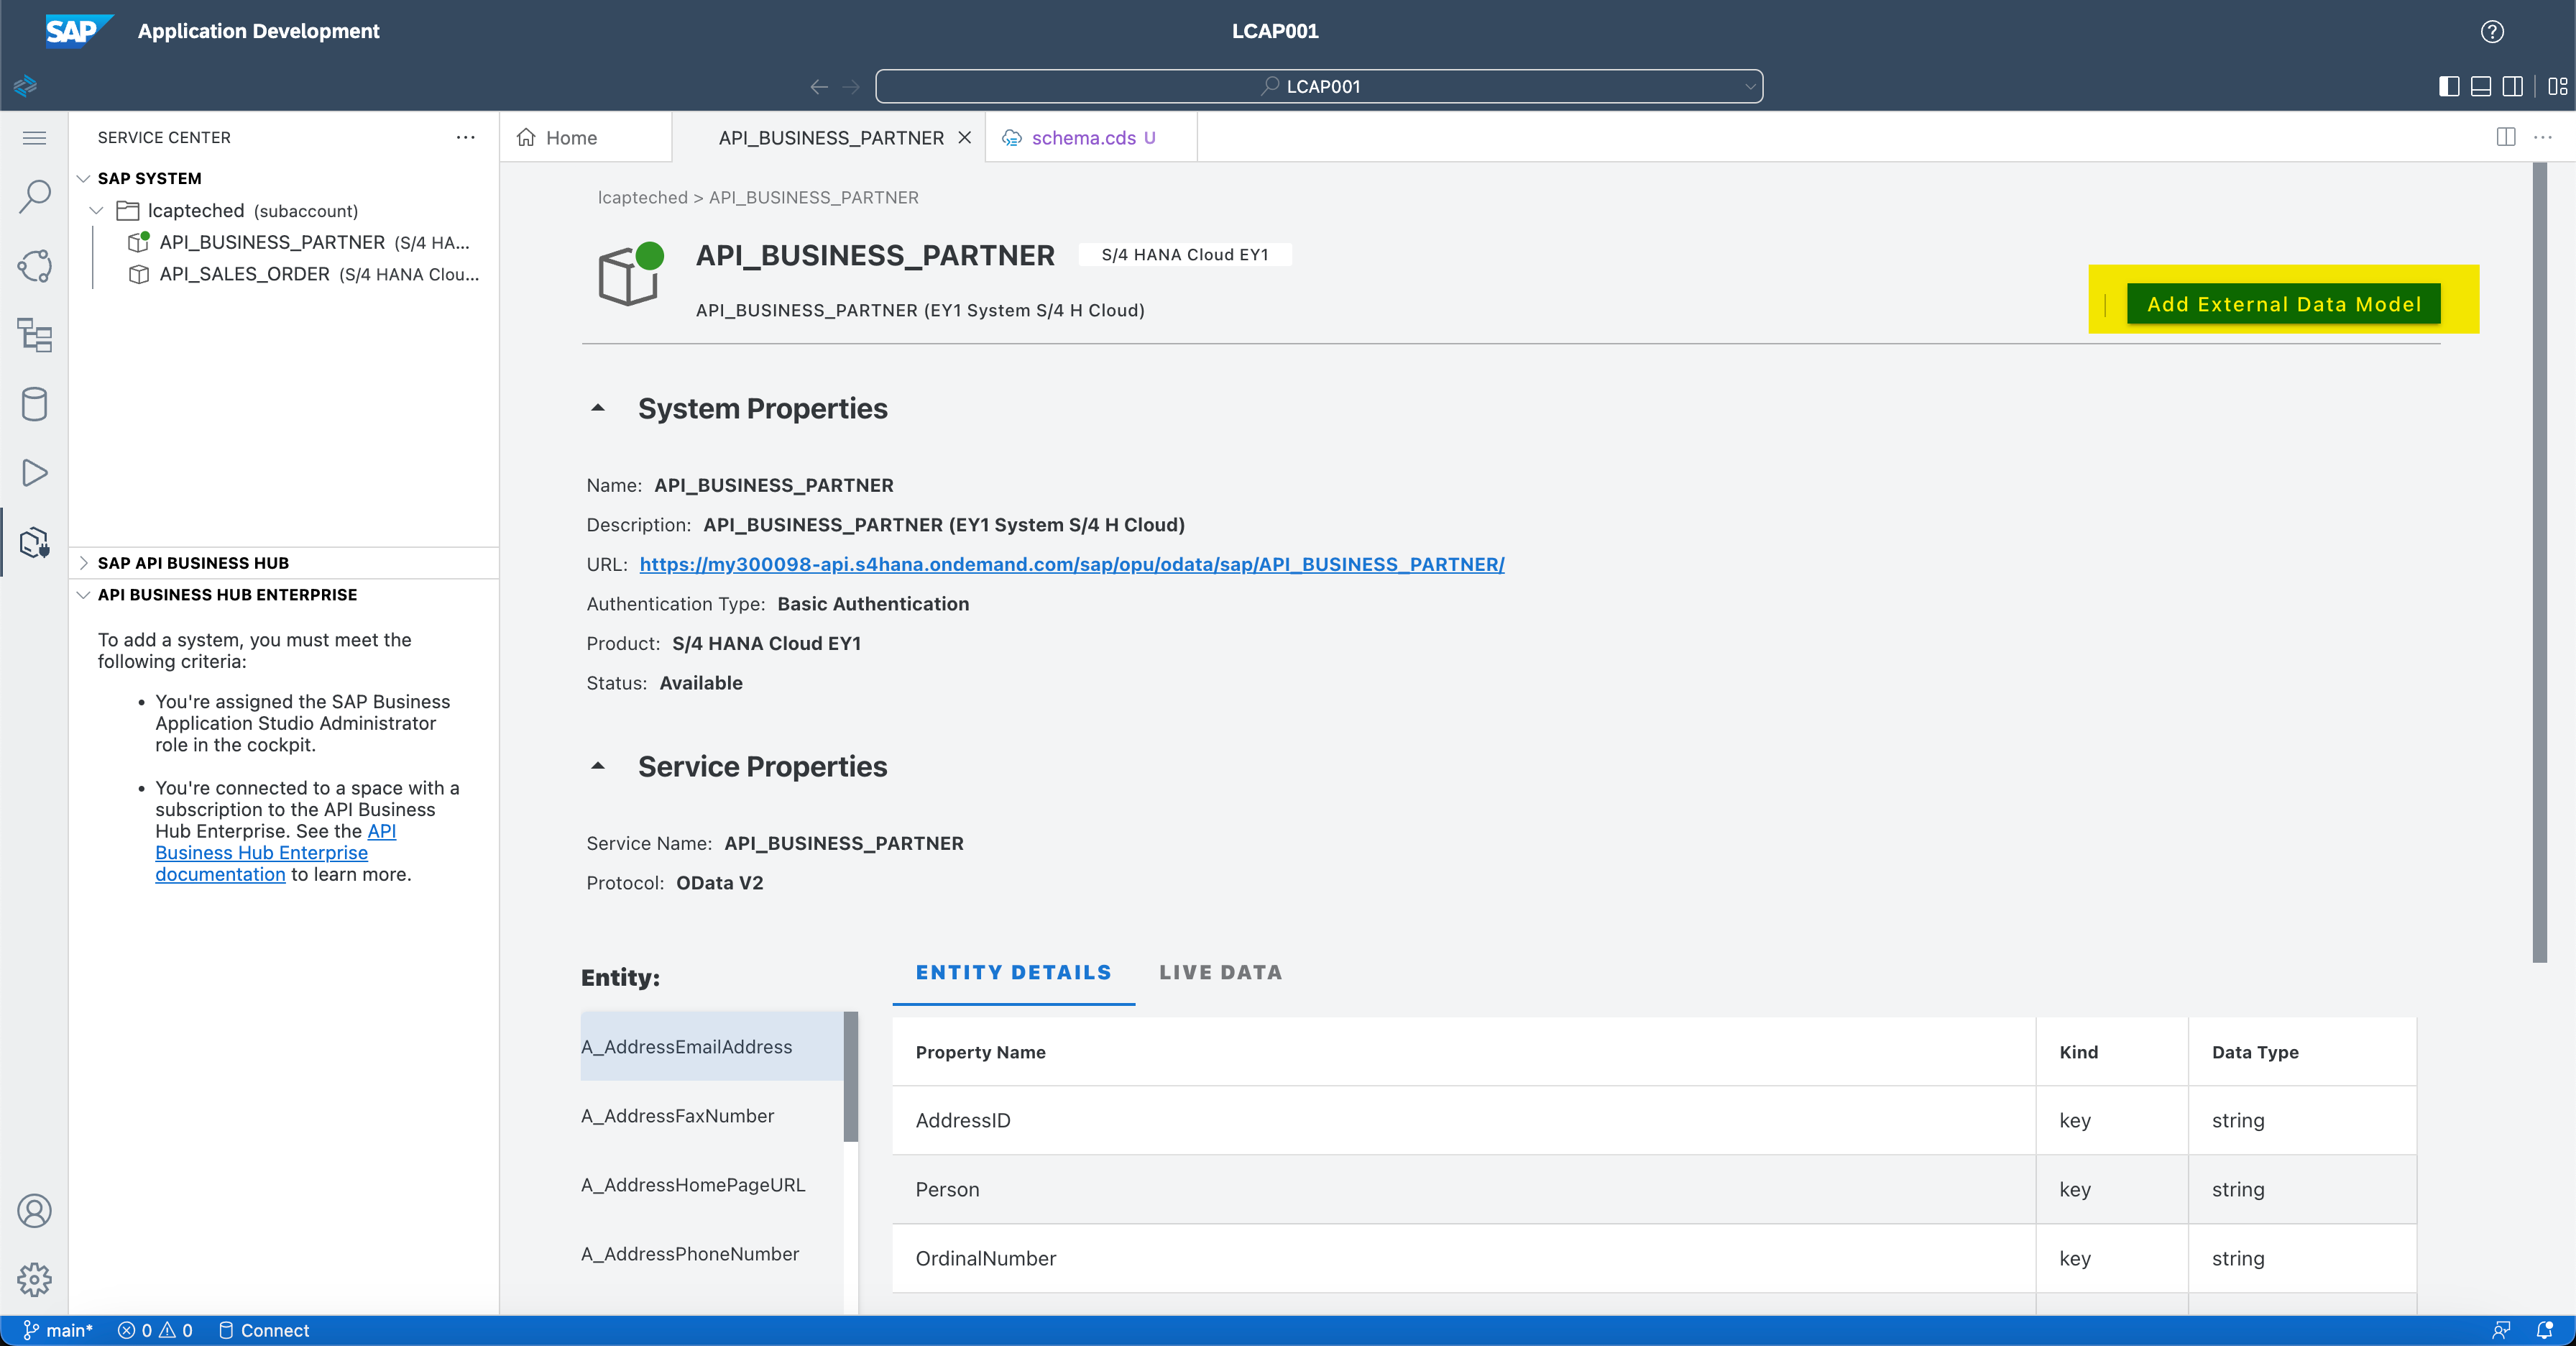 SAP Application Development
LCAP001
LCAP001
SERVICE CENTER
SAP SYSTEM
lcapteched (subaccount)
API_BUSINESS_PARTNER (S/4 HA...
API_SALES_ORDER (S/4 HANA Clou...
SAP API BUSINESS HUB
API BUSINESS HUB ENTERPRISE
To add a system, you must meet the
following criteria:
• You're assigned the SAP Business
Application Studio Administrator
role in the cockpit.
• You're connected to a space with a
subscription to the API Business
Hub Enterprise. See the API
Business Hub Enterprise
documentation to learn more.
Home
API_BUSINESS_PARTNER
schema.cds U
lcapteched > API_BUSINESS_PARTNER
API_BUSINESS_PARTNER S/4 HANA Cloud EY1
API_BUSINESS_PARTNER (EY1 System S/4 H Cloud)
Add External Data Model
System Properties
Name: API_BUSINESS_PARTNER
Description: API_BUSINESS_PARTNER (EY1 System S/4 H Cloud)
URL: https://my300098-api.s4hana.ondemand.com/sap/opu/odata/sap/API_BUSINESS_PARTNER/
Authentication Type: Basic Authentication
Product: S/4 HANA Cloud EY1
Status: Available
Service Properties
Service Name: API_BUSINESS_PARTNER
Protocol: OData V2
Entity:
A_AddressEmailAddress
A_AddressFaxNumber
A_AddressHomePageURL
A_AddressPhoneNumber
ENTITY DETAILS LIVE DATA
Property Name Kind Data Type
AddressID key string
Person key string
OrdinalNumber key string
main* 0 0 Connect